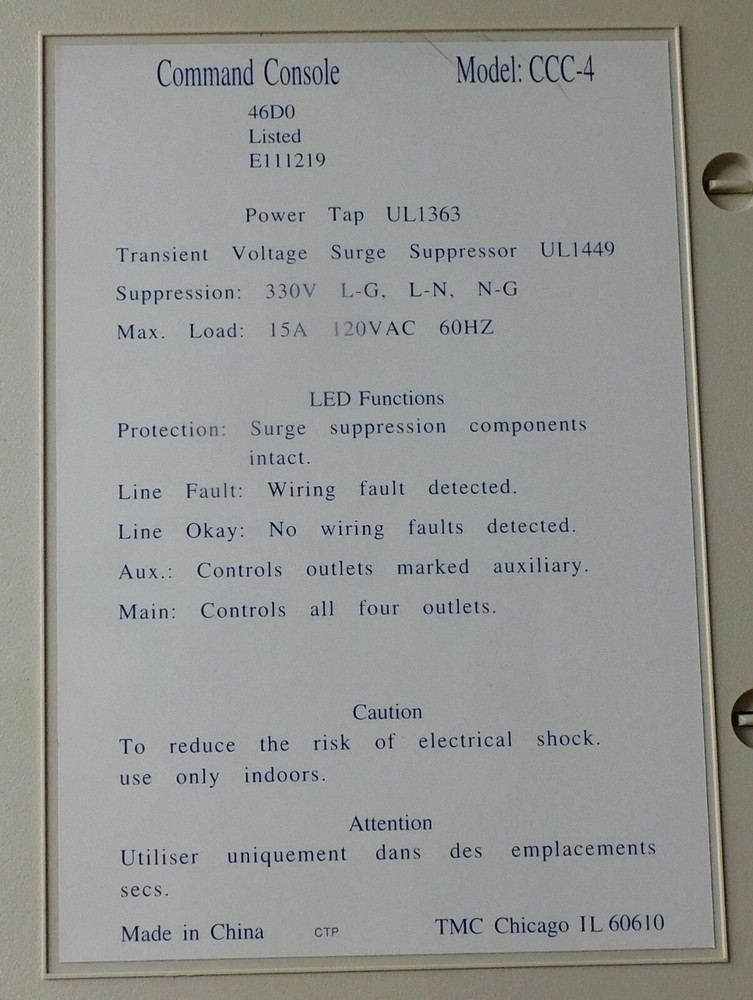 Command Console Model: CCC-4
46D0
Listed
E111219
Power Tap UL1363
Transient Voltage Surge Suppressor UL1449
Suppression: 330V L-G, L-N, N-G
Max. Load: 15A 120VAC 60HZ
LED Functions
Protection: Surge suppression components
intact.
Line Fault: Wiring fault detected.
Line Okay: No wiring faults detected.
Aux.: Controls outlets marked auxiliary.
Main: Controls all four outlets.
Caution
To reduce the risk of electrical shock.
use only indoors.
Attention
Utiliser uniquement dans des emplacements
secs.
Made in China CTP TMC Chicago IL 60610